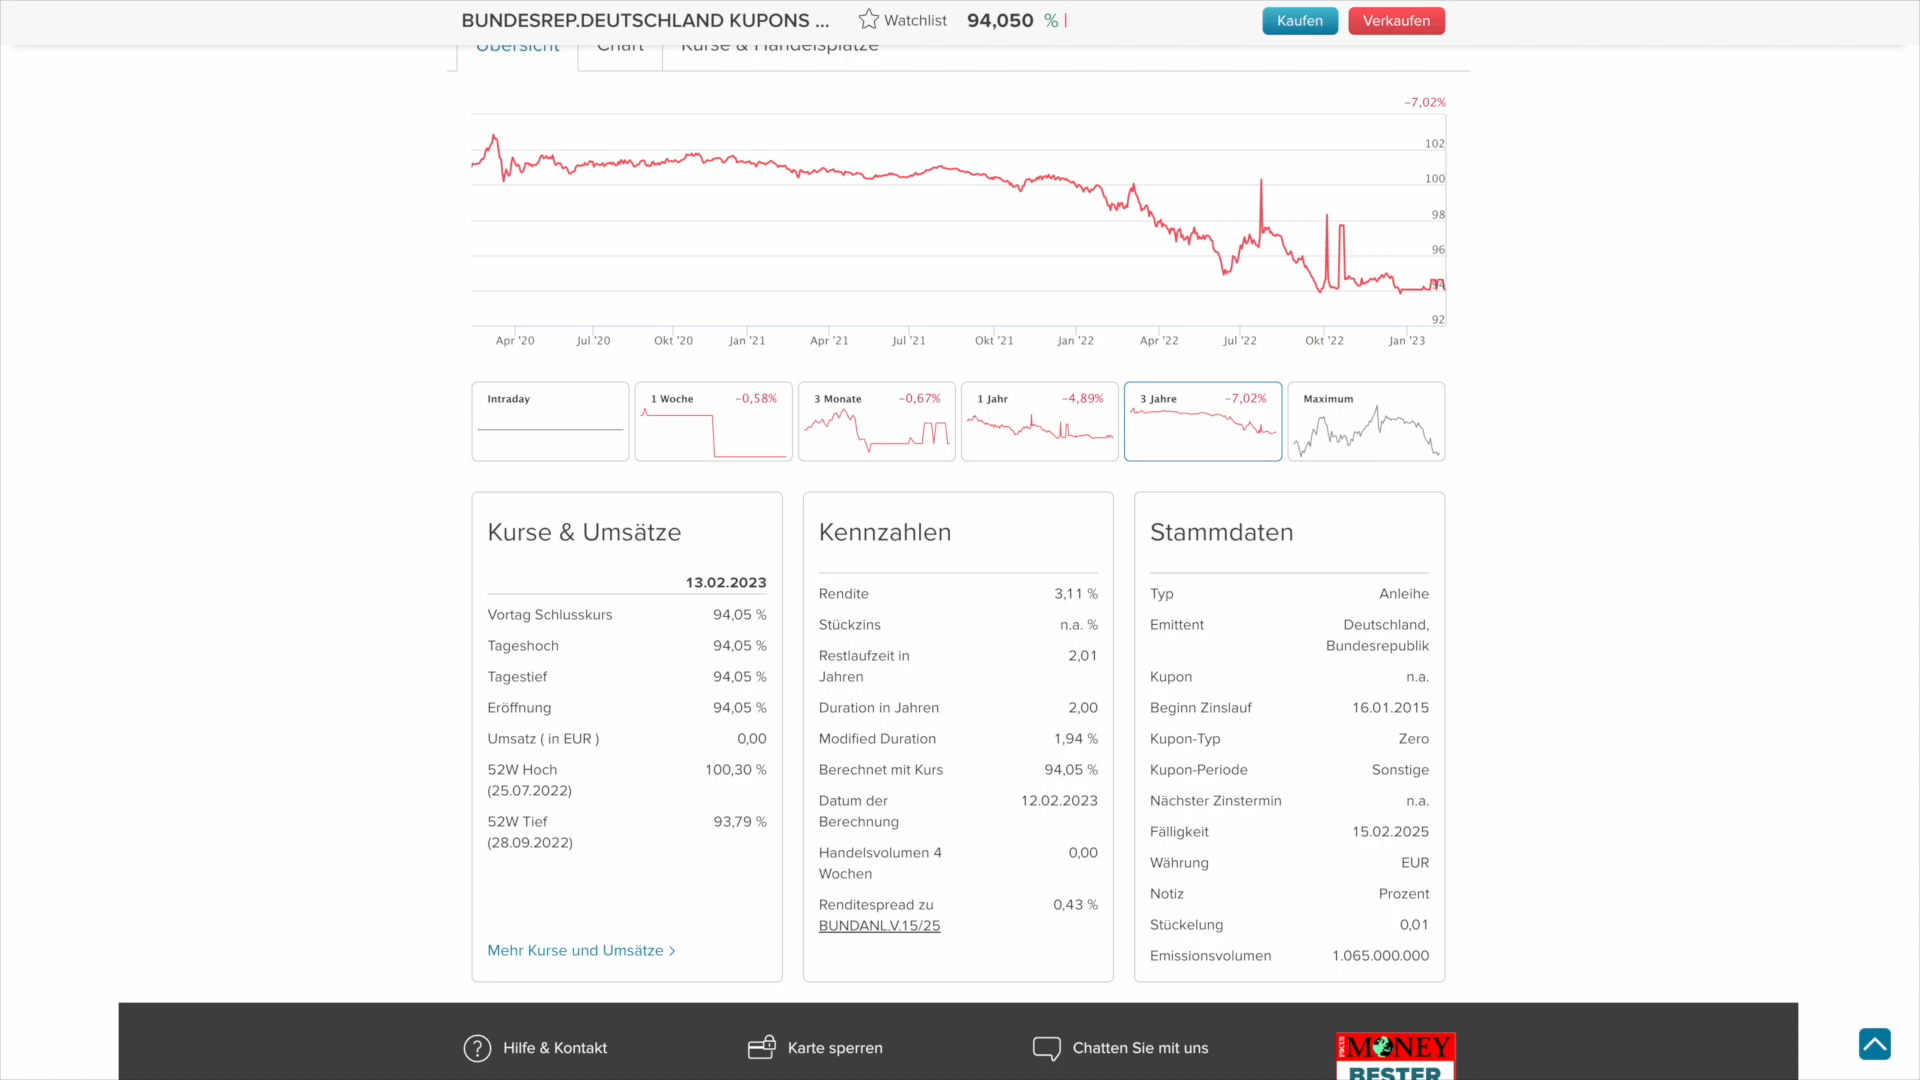 BUNDESREP.DEUTSCHLAND KUPONS ...
Watchlist
94,050 %
Kaufen
Verkaufen
Übersicht
Chart
Kurse & Handelsplätze
-7,02%
102
100
98
96
94
92
Apr '20
Jul '20
Okt '20
Jan '21
Apr '21
Jul '21
Okt '21
Jan '22
Apr '22
Jul '22
Okt '22
Jan '23
Intraday
1 Woche -0,58%
3 Monate -0,67%
1 Jahr -4,89%
3 Jahre -7,02%
Maximum
Kurse & Umsätze
13.02.2023
Vortag Schlusskurs 94,05 %
Tageshoch 94,05 %
Tagestief 94,05 %
Eröffnung 94,05 %
Umsatz ( in EUR ) 0,00
52W Hoch 100,30 %
(25.07.2022)
52W Tief 93,79 %
(28.09.2022)
Mehr Kurse und Umsätze >
Kennzahlen
Rendite 3,11 %
Stückzins n.a. %
Restlaufzeit in 2,01
Jahren
Duration in Jahren 2,00
Modified Duration 1,94 %
Berechnet mit Kurs 94,05 %
Datum der 12.02.2023
Berechnung
Handelsvolumen 4 0,00
Wochen
Renditespread zu 0,43 %
BUNDANL.V.15/25
Stammdaten
Typ Anleihe
Emittent Deutschland,
Bundesrepublik
Kupon n.a.
Beginn Zinslauf 16.01.2015
Kupon-Typ Zero
Kupon-Periode Sonstige
Nächster Zinstermin n.a.
Fälligkeit 15.02.2025
Währung EUR
Notiz Prozent
Stückelung 0,01
Emissionsvolumen 1.065.000.000
Hilfe & Kontakt
Karte sperren
Chatten Sie mit uns
MONEY
BESTER